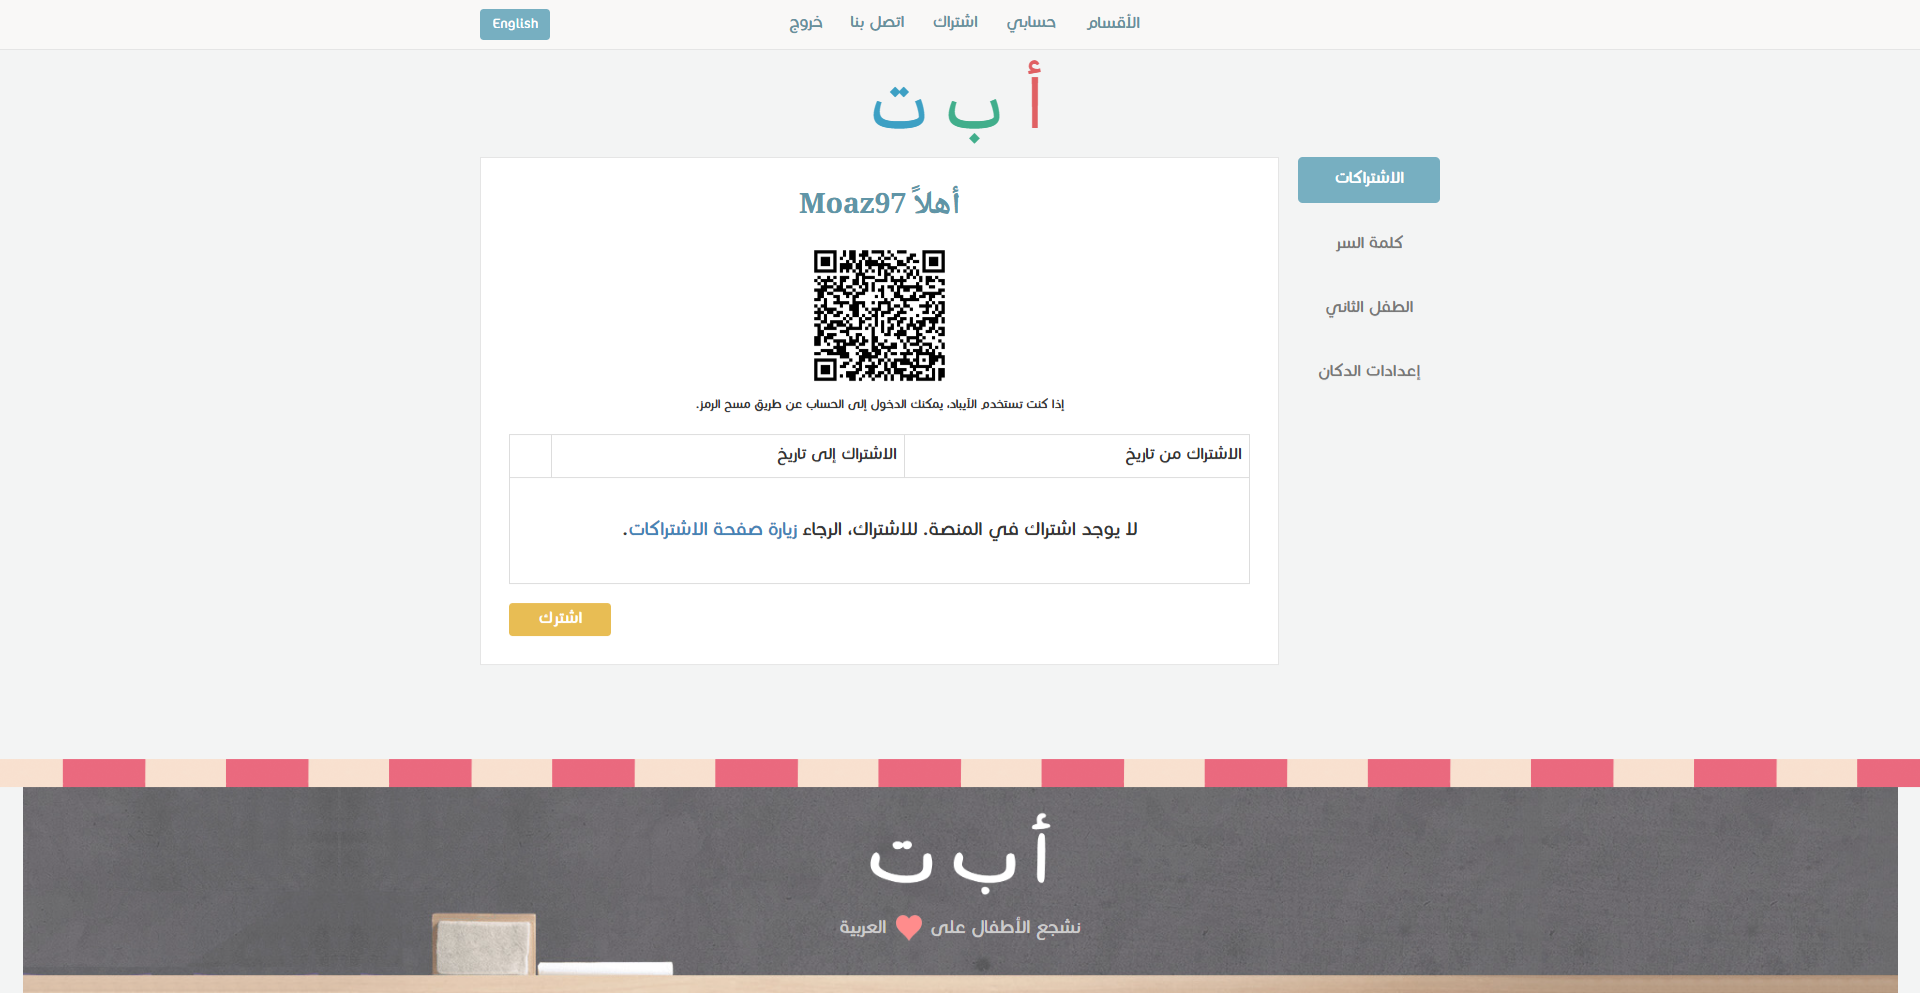 الأقسام حسابي اشتراك اتصل بنا خروج English
أ ب ت
الاشتراكات
كلمة السر
الطفل الثاني
إعدادات الدكان
أهلاً Moaz97
إذا كنت تستخدم الآيباد، يمكنك الدخول إلى الحساب عن طريق مسح الرمز.
الاشتراك من تاريخ الاشتراك إلى تاريخ
لا يوجد اشتراك في المنصة. للاشتراك، الرجاء زيارة صفحة الاشتراكات.
اشترك
أ ب ت
نشجع الأطفال على العربية